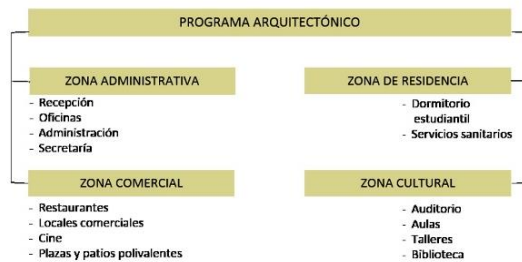 PROGRAMA ARQUITECTÓNICO
ZONA ADMINISTRATIVA
- Recepción
- Oficinas
- Administración
- Secretaría
ZONA DE RESIDENCIA
- Dormitorio
estudiantil
- Servicios sanitarios
ZONA COMERCIAL
- Restaurantes
- Locales comerciales
- Cine
- Plazas y patios polivalentes
ZONA CULTURAL
- Auditorio
- Aulas
- Talleres
- Biblioteca